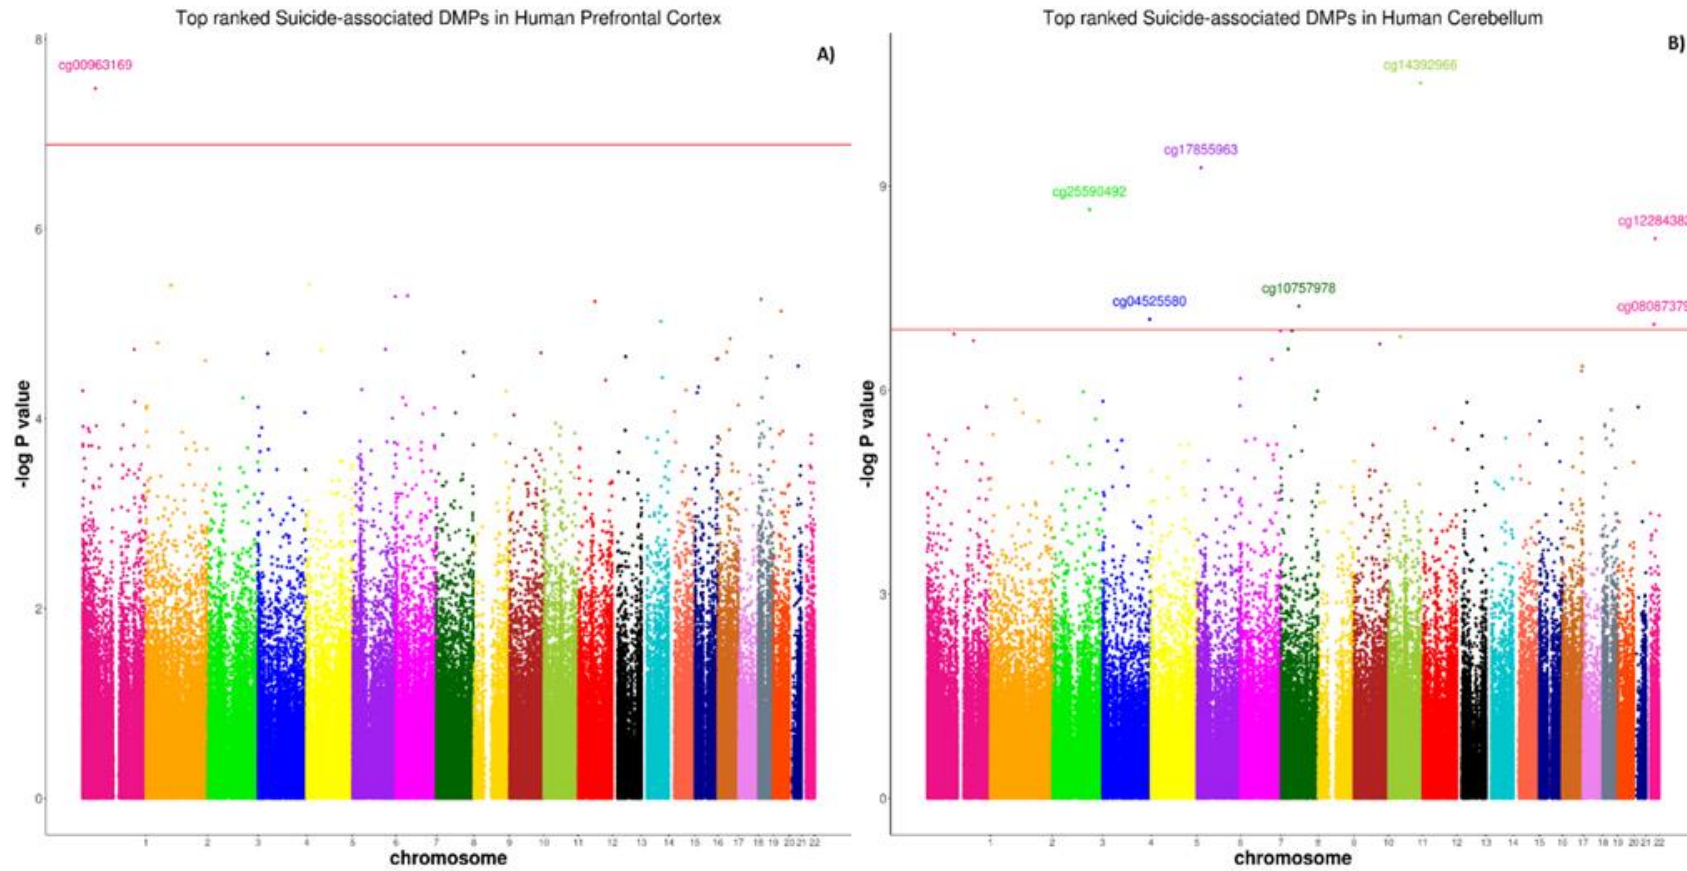 Top ranked Suicide-associated DMPs in Human Prefrontal Cortex
A)
8
cg00963169
6
4
2
0
-log P value
1 2 3 4 5 6 7 8 9 10 11 12 13 14 15 16 17 18 19 20 21 22
chromosome
Top ranked Suicide-associated DMPs in Human Cerebellum
B)
cg14392966
cg17855963
9
cg25590492
cg12284382
cg10757978
cg04525580
cg08087379
6
3
0
-log P value
1 2 3 4 5 6 7 8 9 10 11 12 13 14 15 16 17 18 19 20 21 22
chromosome